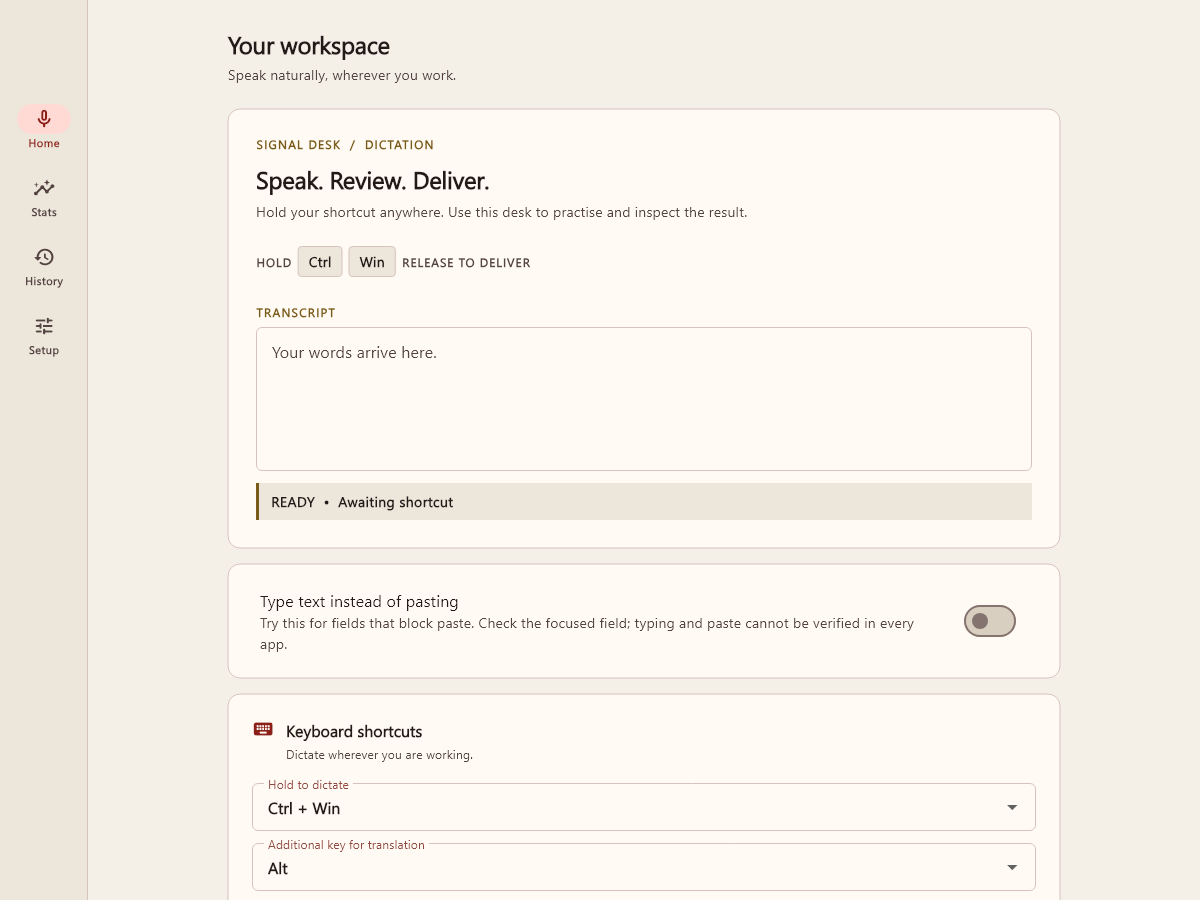 Your workspace
Speak naturally, wherever you work.
Home
Stats
History
Setup
SIGNAL DESK / DICTATION
Speak. Review. Deliver.
Hold your shortcut anywhere. Use this desk to practise and inspect the result.
HOLD Ctrl Win RELEASE TO DELIVER
TRANSCRIPT
Your words arrive here.
READY • Awaiting shortcut
Type text instead of pasting
Try this for fields that block paste. Check the focused field; typing and paste cannot be verified in every
app.
Keyboard shortcuts
Dictate wherever you are working.
Hold to dictate
Ctrl + Win
Additional key for translation
Alt